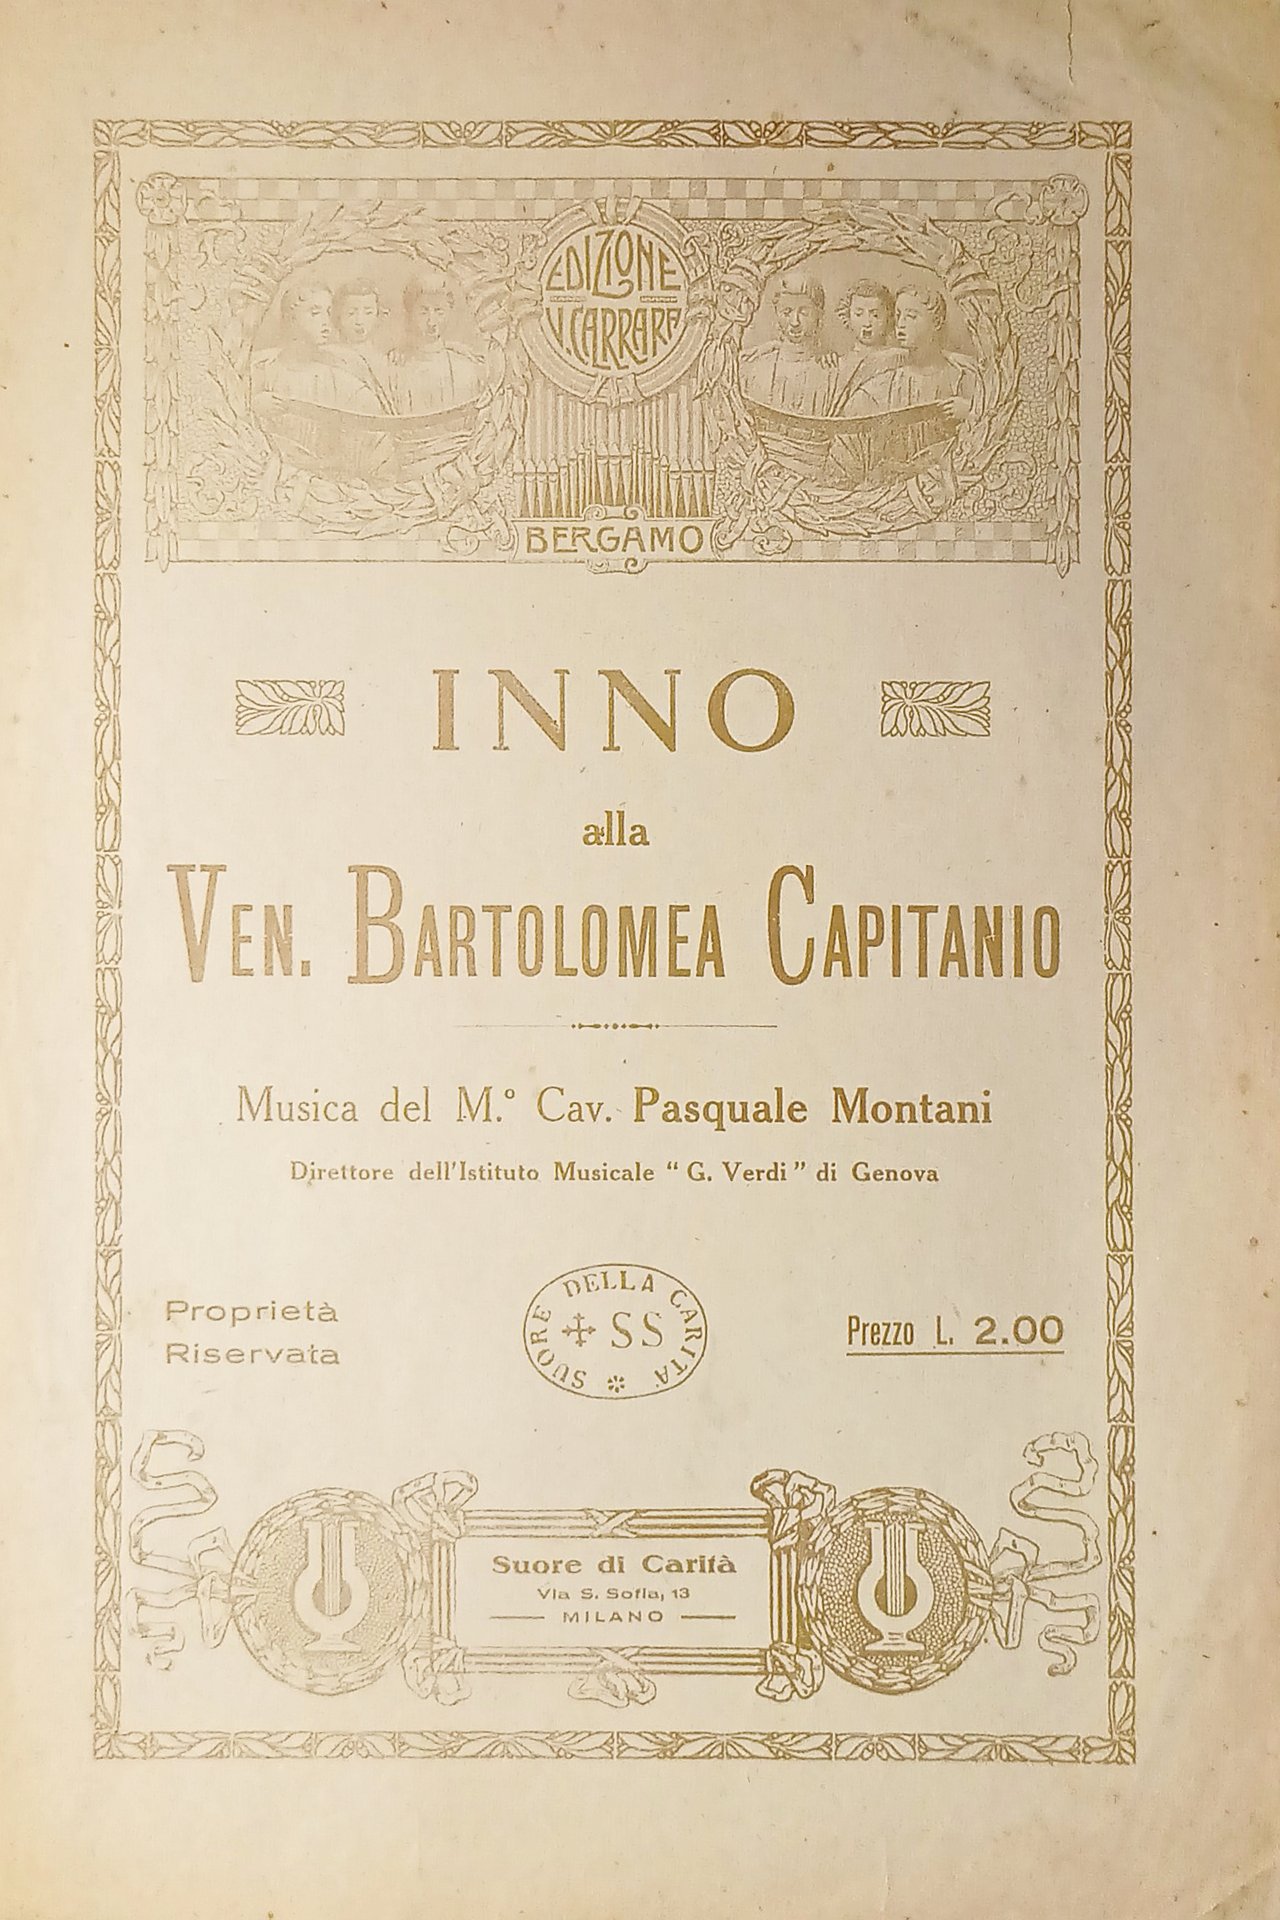 EDIZIONE
V. CARRARA
BERGAMO
INNO
alla
VEN. BARTOLOMEA CAPITANIO
Musica del M.° Cav. Pasquale Montani
Direttore dell'Istituto Musicale “ G. Verdi ” di Genova
Proprietà
Riservata
SUORE DELLA CARITÀ
SS
Prezzo L. 2.00
Suore di Carità
Via S. Sofia, 13
MILANO